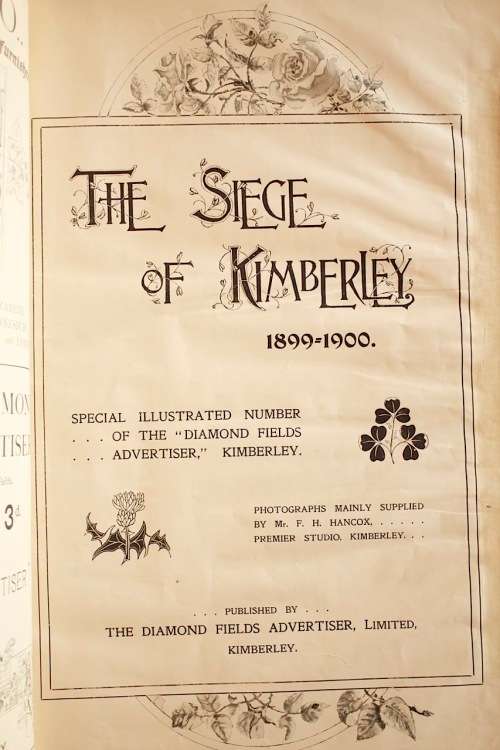 THE SIEGE
OF KIMBERLEY
1899-1900.
SPECIAL ILLUSTRATED NUMBER
. . . OF THE "DIAMOND FIELDS
. . . ADVERTISER," KIMBERLEY.
PHOTOGRAPHS MAINLY SUPPLIED
BY Mr. F. H. HANCOX, . . . . .
PREMIER STUDIO, KIMBERLEY. . .
. . . PUBLISHED BY . . .
THE DIAMOND FIELDS ADVERTISER, LIMITED,
KIMBERLEY.
3d.